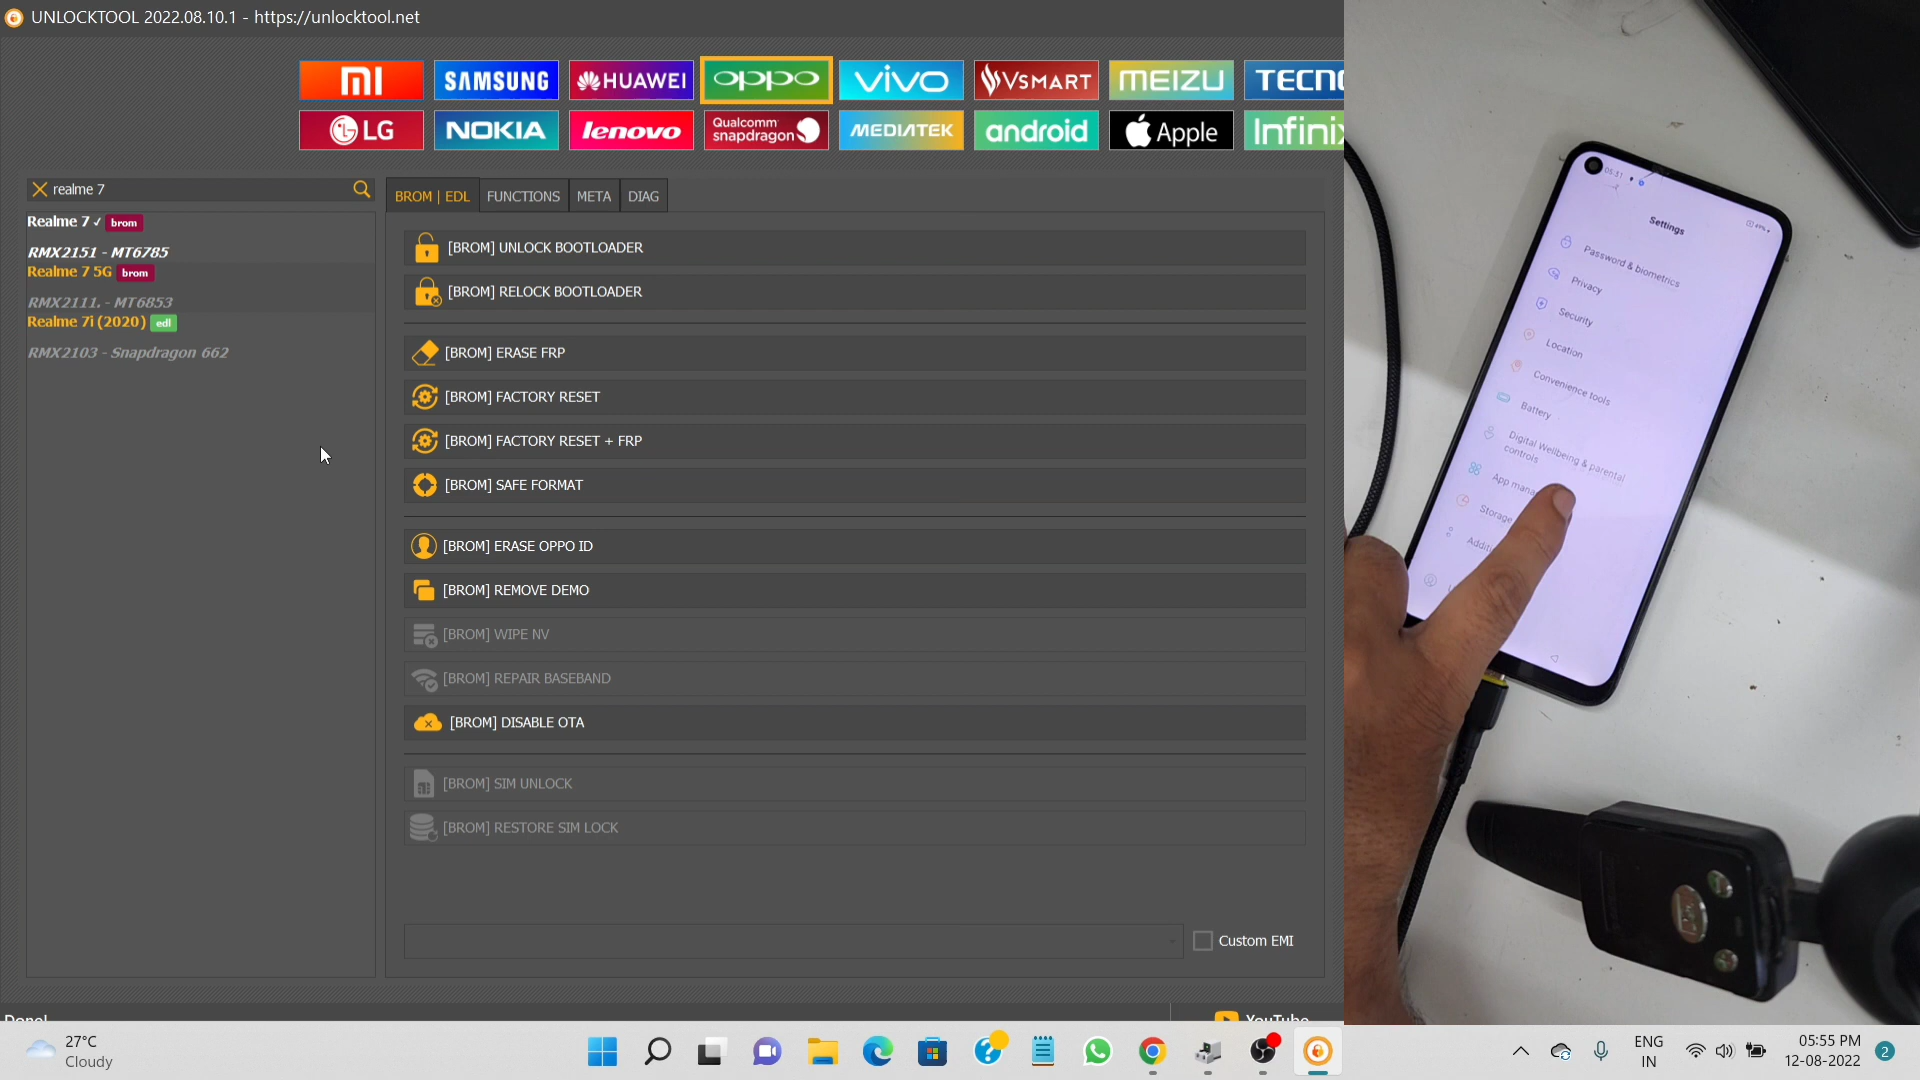 UNLOCKTOOL 2022.08.10.1 - https://unlocktool.net
MI SAMSUNG HUAWEI oppo vivo VSMART MEIZU TECNO
LG NOKIA lenovo Qualcomm snapdragon MEDIATEK android Apple Infinix
realme 7
Realme 7 ✓ brom
RMX2151 - MT6785
Realme 7 5G brom
RMX2111. - MT6853
Realme 7i (2020) edl
RMX2103 - Snapdragon 662
BROM | EDL FUNCTIONS META DIAG
[BROM] UNLOCK BOOTLOADER
[BROM] RELOCK BOOTLOADER
[BROM] ERASE FRP
[BROM] FACTORY RESET
[BROM] FACTORY RESET + FRP
[BROM] SAFE FORMAT
[BROM] ERASE OPPO ID
[BROM] REMOVE DEMO
[BROM] WIPE NV
[BROM] REPAIR BASEBAND
[BROM] DISABLE OTA
[BROM] SIM UNLOCK
[BROM] RESTORE SIM LOCK
Custom EMI
Done!
YouTube
Settings
Password & biometrics
Privacy
Security
Location
Convenience tools
Battery
Digital Wellbeing & parental
controls
App mana
Storage
Additi
27°C
Cloudy
ENG
IN
05:55 PM
12-08-2022
2